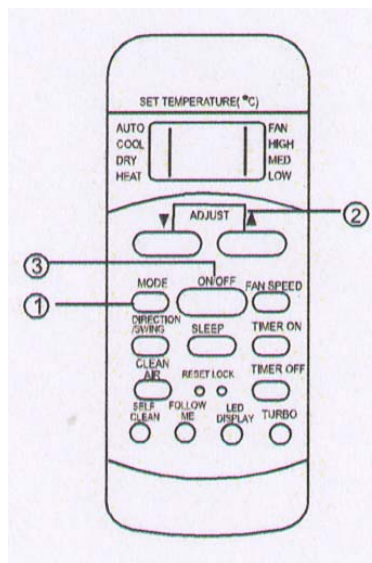 SET TEMPERATURE(°C)
AUTO
COOL
DRY
HEAT
FAN
HIGH
MED
LOW
▼ ADJUST ▲
②
③
MODE
ON/OFF
FAN SPEED
①
DIRECTION
/SWING
SLEEP
TIMER ON
CLEAN
AIR
RESET LOCK
TIMER OFF
SELF
CLEAN
FOLLOW
ME
LED
DISPLAY
TURBO